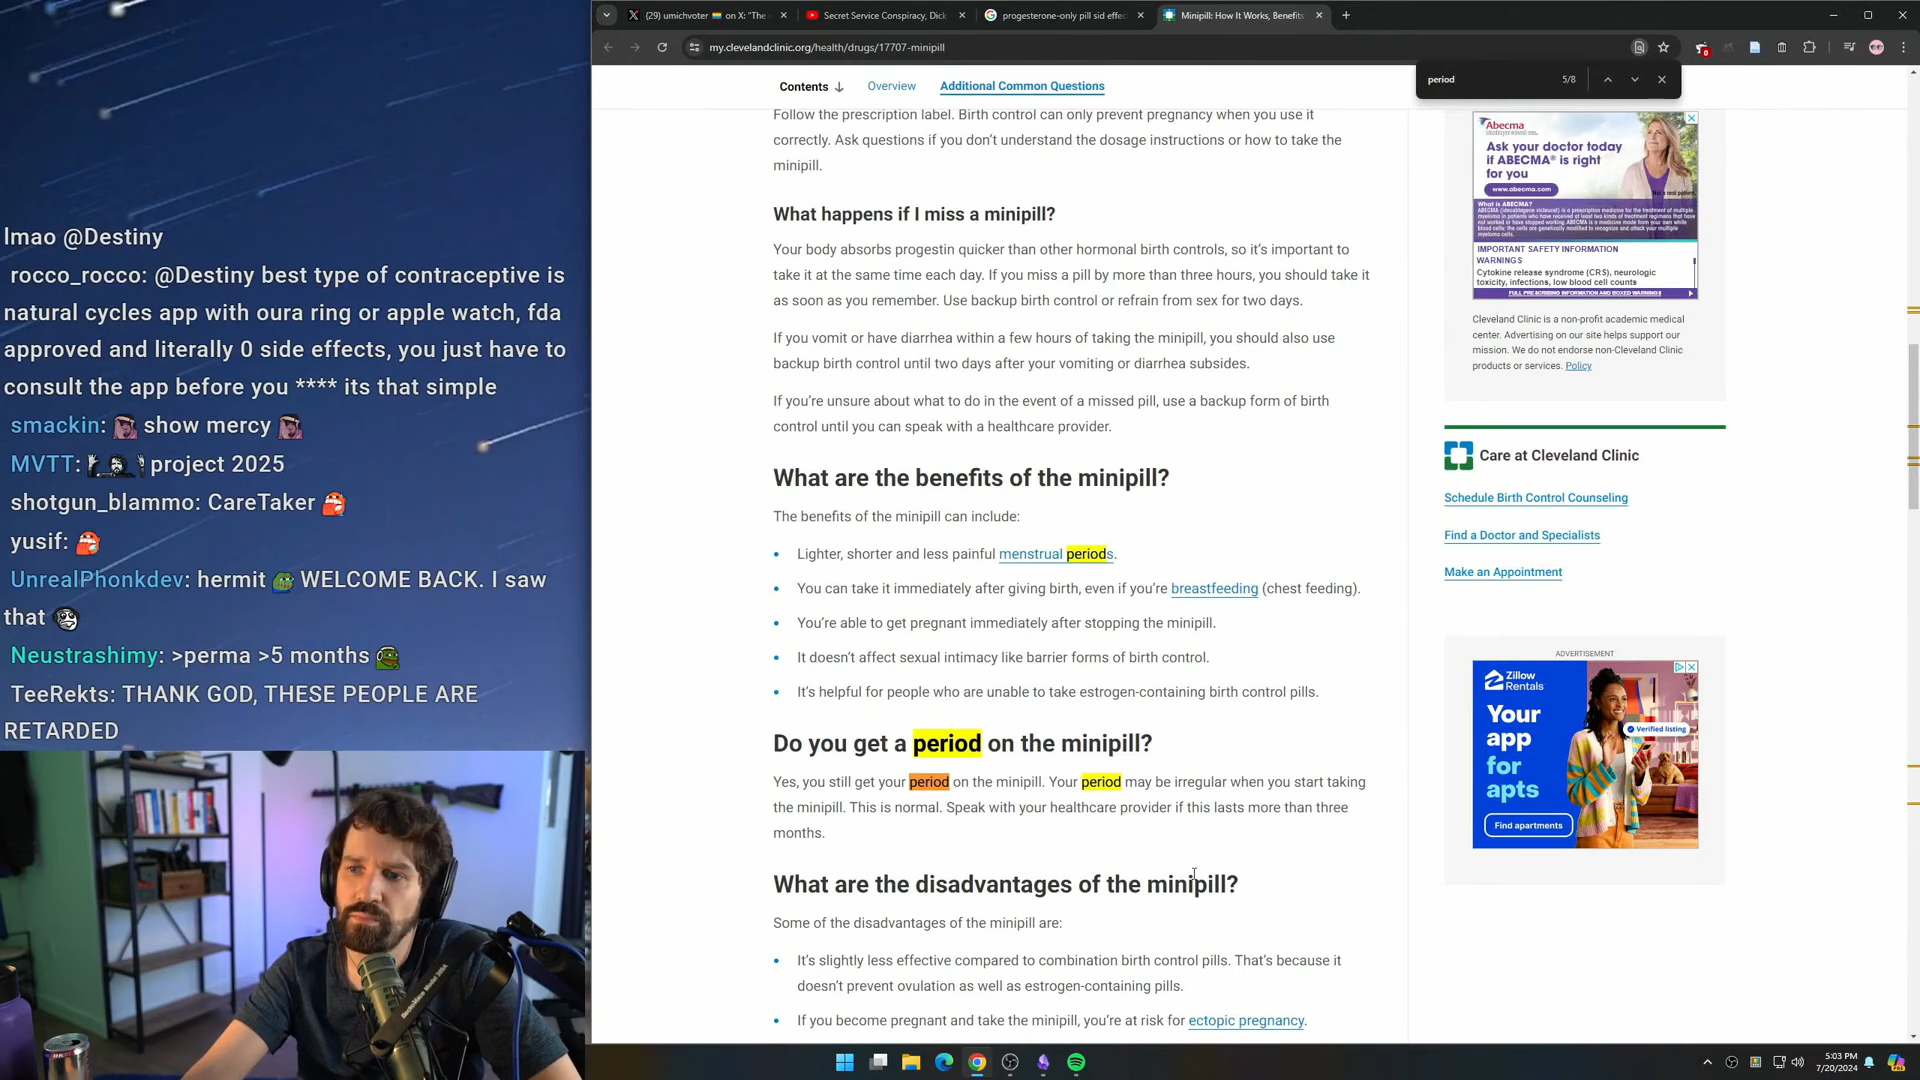 lmao @Destiny
rocco_rocco: @Destiny best type of contraceptive is
natural cycles app with oura ring or apple watch, fda
approved and literally 0 side effects, you just have to
consult the app before you **** its that simple
smackin: show mercy
MVTT: project 2025
shotgun_blammo: CareTaker
yusif:
UnrealPhonkdev: hermit WELCOME BACK. I saw
that
Neustrashimy: >perma >5 months
TeeRekts: THANK GOD, THESE PEOPLE ARE
RETARDED
(29) umichvoter on X: "The
Secret Service Conspiracy, Dick
progesterone-only pill sid effec
Minipill: How It Works, Benefits
my.clevelandclinic.org/health/drugs/17707-minipill
period 5/8
Contents Overview Additional Common Questions
Follow the prescription label. Birth control can only prevent pregnancy when you use it
correctly. Ask questions if you don't understand the dosage instructions or how to take the
minipill.
What happens if I miss a minipill?
Your body absorbs progestin quicker than other hormonal birth controls, so it's important to
take it at the same time each day. If you miss a pill by more than three hours, you should take it
as soon as you remember. Use backup birth control or refrain from sex for two days.
If you vomit or have diarrhea within a few hours of taking the minipill, you should also use
backup birth control until two days after your vomiting or diarrhea subsides.
If you're unsure about what to do in the event of a missed pill, use a backup form of birth
control until you can speak with a healthcare provider.
What are the benefits of the minipill?
The benefits of the minipill can include:
Lighter, shorter and less painful menstrual periods.
You can take it immediately after giving birth, even if you're breastfeeding (chest feeding).
You're able to get pregnant immediately after stopping the minipill.
It doesn't affect sexual intimacy like barrier forms of birth control.
It's helpful for people who are unable to take estrogen-containing birth control pills.
Do you get a period on the minipill?
Yes, you still get your period on the minipill. Your period may be irregular when you start taking
the minipill. This is normal. Speak with your healthcare provider if this lasts more than three
months.
What are the disadvantages of the minipill?
Some of the disadvantages of the minipill are:
It's slightly less effective compared to combination birth control pills. That's because it
doesn't prevent ovulation as well as estrogen-containing pills.
If you become pregnant and take the minipill, you're at risk for ectopic pregnancy.
Abecma
Ask your doctor today
if ABECMA® is right
for you
www.abecma.com
Not a real patient.
What is ABECMA?
IMPORTANT SAFETY INFORMATION
WARNINGS
Cytokine release syndrome (CRS), neurologic
toxicity, infections, low blood cell counts
FULL PRESCRIBING INFORMATION AND BOXED WARNINGS
Cleveland Clinic is a non-profit academic medical
center. Advertising on our site helps support our
mission. We do not endorse non-Cleveland Clinic
products or services. Policy
Care at Cleveland Clinic
Schedule Birth Control Counseling
Find a Doctor and Specialists
Make an Appointment
ADVERTISEMENT
Zillow
Rentals
Your
app
for
apts
Verified listing
Find apartments
5:03 PM
7/20/2024